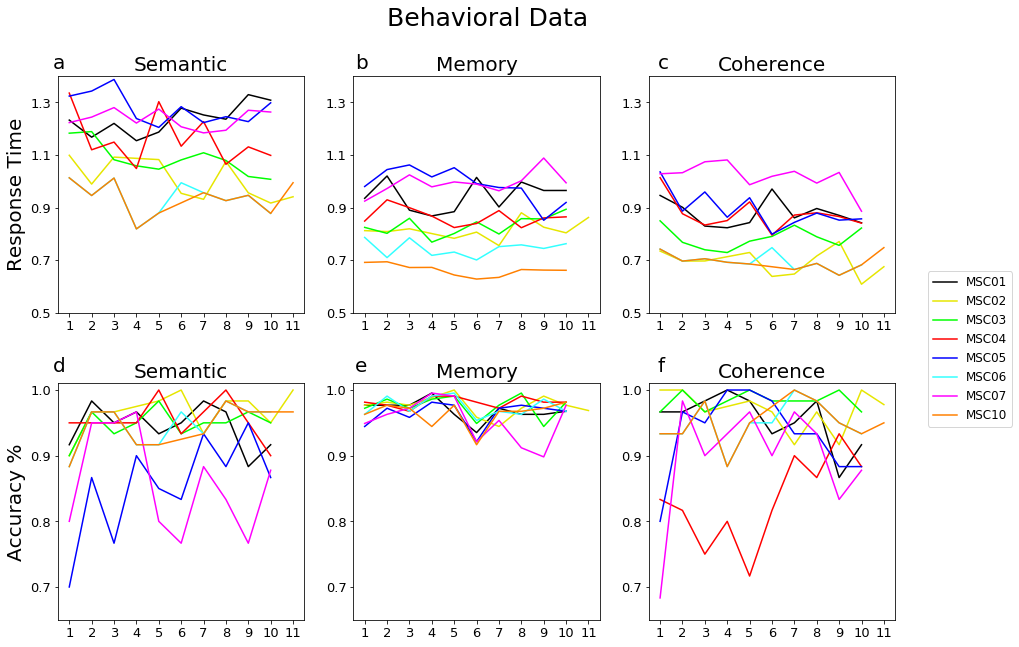 Behavioral Data
a Semantic
b Memory
c Coherence
Response Time
1.3
1.1
0.9
0.7
0.5
1 2 3 4 5 6 7 8 9 10 11
1.3
1.1
0.9
0.7
0.5
1 2 3 4 5 6 7 8 9 10 11
1.3
1.1
0.9
0.7
0.5
1 2 3 4 5 6 7 8 9 10 11
MSC01
MSC02
MSC03
MSC04
MSC05
MSC06
MSC07
MSC10
d Semantic
e Memory
f Coherence
Accuracy %
1.0
0.9
0.8
0.7
1 2 3 4 5 6 7 8 9 10 11
1.0
0.9
0.8
0.7
1 2 3 4 5 6 7 8 9 10 11
1.0
0.9
0.8
0.7
1 2 3 4 5 6 7 8 9 10 11